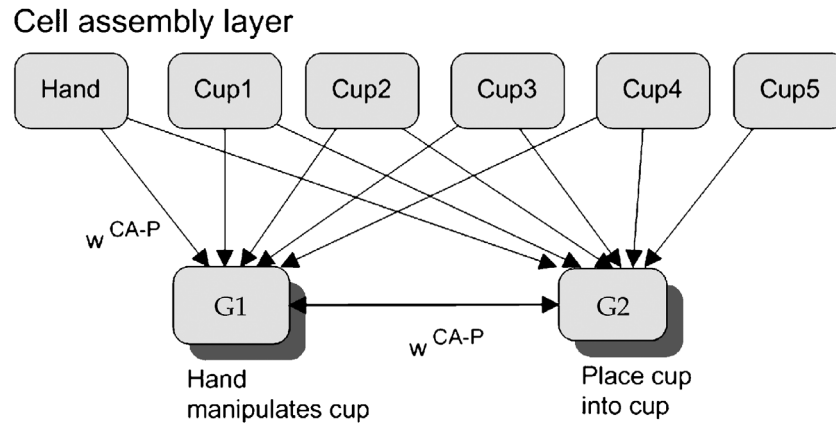 Cell assembly layer
Hand Cup1 Cup2 Cup3 Cup4 Cup5
w CA-P
G1 G2
w CA-P
Hand
manipulates cup
Place cup
into cup